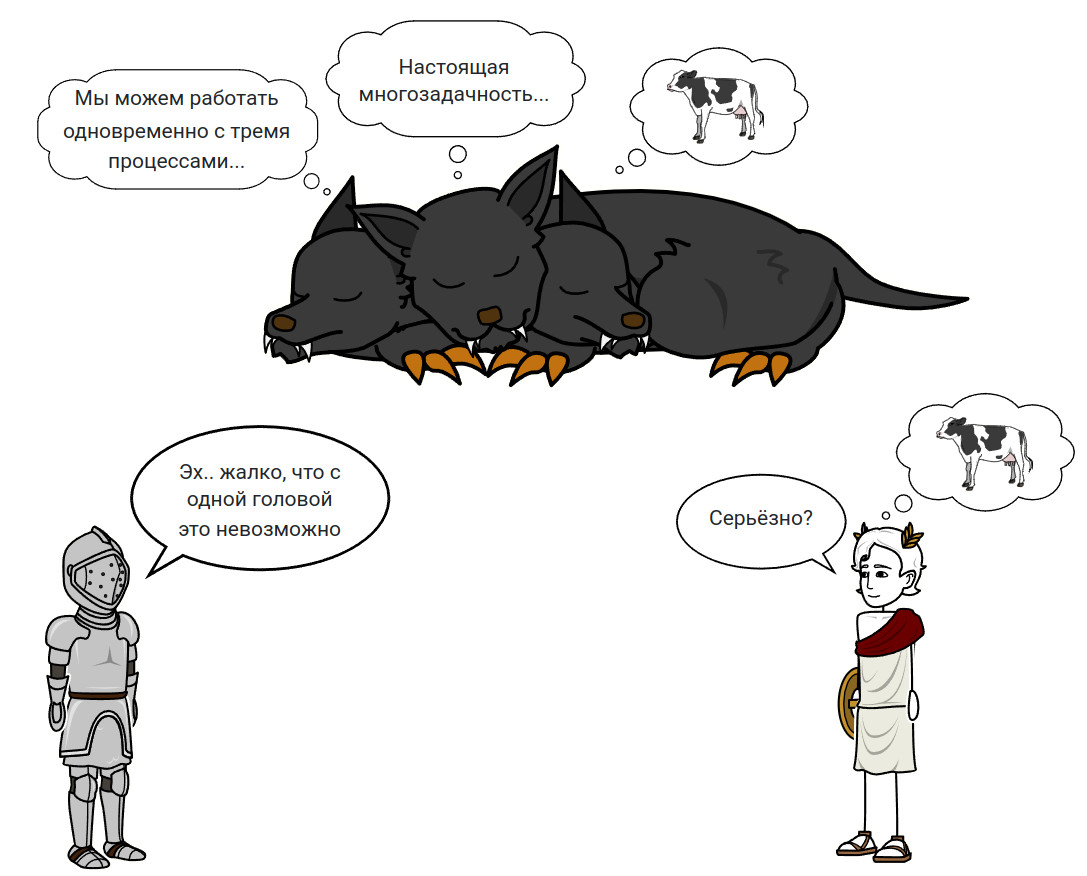 Мы можем работать
одновременно с тремя
процессами...
Настоящая
многозадачность...
Эх.. жалко, что с
одной головой
это невозможно
Серьёзно?